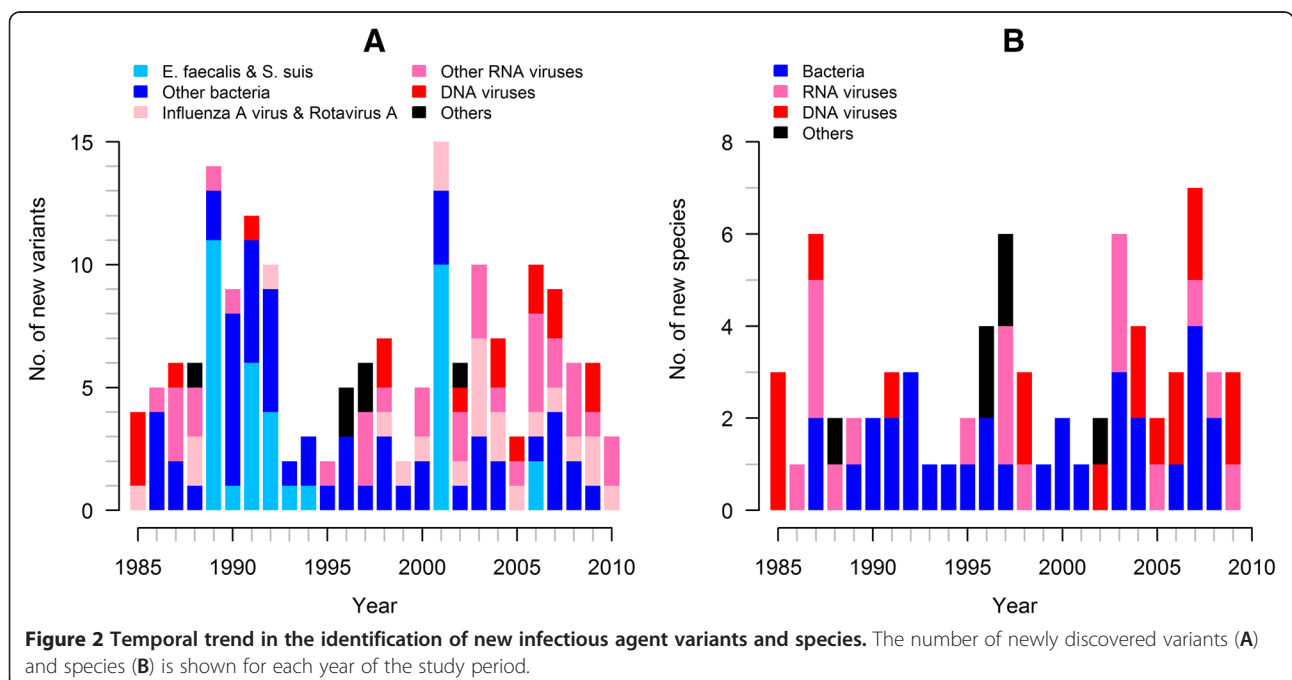 A
E. faecalis & S. suis
Other bacteria
Influenza A virus & Rotavirus A
Other RNA viruses
DNA viruses
Others
No. of new variants
15
10
5
0
1985 1990 1995 2000 2005 2010
Year
B
Bacteria
RNA viruses
DNA viruses
Others
No. of new species
8
6
4
2
0
1985 1990 1995 2000 2005 2010
Year
Figure 2 Temporal trend in the identification of new infectious agent variants and species. The number of newly discovered variants (A)
and species (B) is shown for each year of the study period.